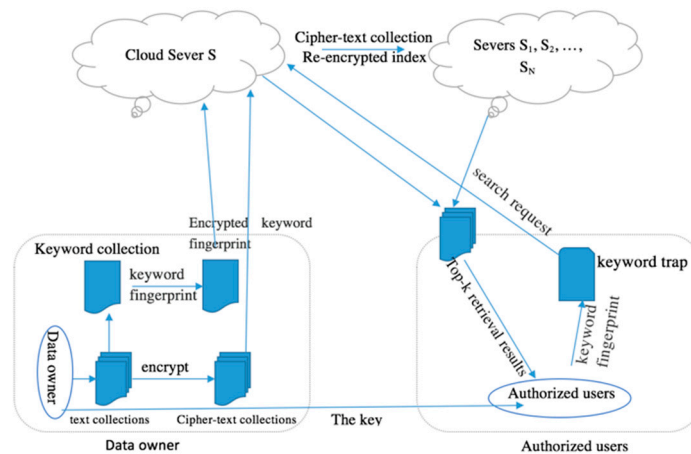 Cloud Sever S
Cipher-text collection
Re-encrypted index
Severs S1, S2, …,
SN
search request
Encrypted keyword
fingerprint
Keyword collection
keyword
fingerprint
keyword trap
Top-k retrieval results
keyword
fingerprint
Data owner
encrypt
Authorized users
text collections
Cipher-text collections
The key
Data owner
Authorized users